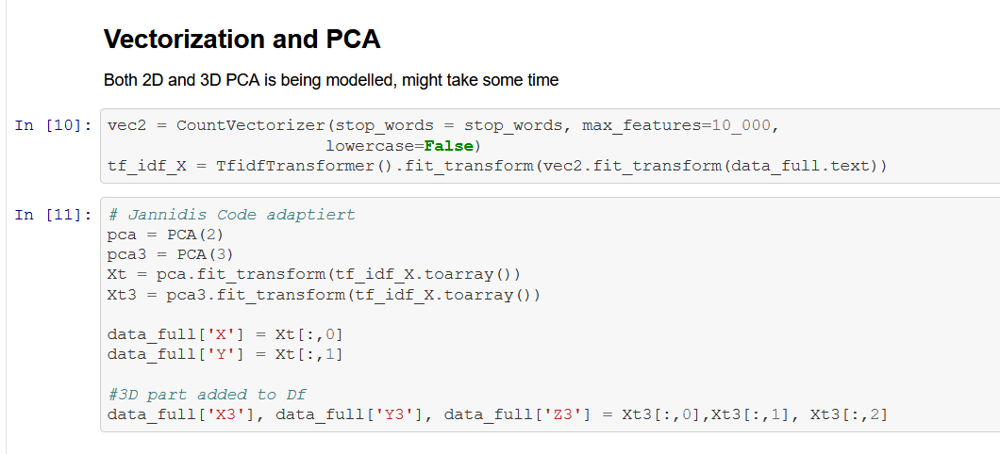 Vectorization and PCA
Both 2D and 3D PCA is being modelled, might take some time
In [10]: vec2 = CountVectorizer(stop_words = stop_words, max_features=10_000,
lowercase=False)
tf_idf_X = TfidfTransformer().fit_transform(vec2.fit_transform(data_full.text))
In [11]: # Jannidis Code adaptiert
pca = PCA(2)
pca3 = PCA(3)
Xt = pca.fit_transform(tf_idf_X.toarray())
Xt3 = pca3.fit_transform(tf_idf_X.toarray())
data_full['X'] = Xt[:,0]
data_full['Y'] = Xt[:,1]
#3D part added to Df
data_full['X3'], data_full['Y3'], data_full['Z3'] = Xt3[:,0],Xt3[:,1], Xt3[:,2]